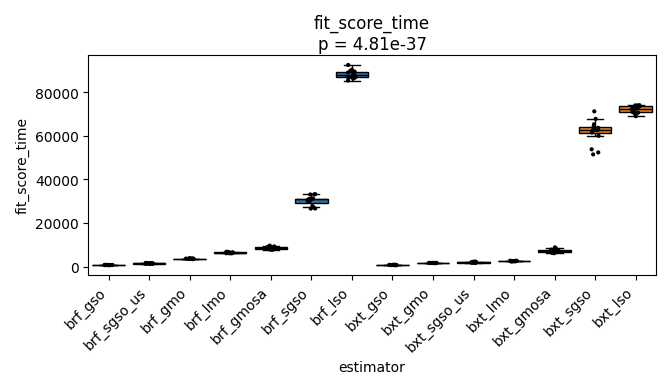 fit_score_time
p = 4.81e-37
fit_score_time
80000
60000
40000
20000
0
brf_gso
brf_sgso_us
brf_gmo
brf_lmo
brf_gmosa
brf_sgso
brf_lso
bxt_gso
bxt_gmo
bxt_sgso_us
bxt_lmo
bxt_gmosa
bxt_sgso
bxt_lso
estimator